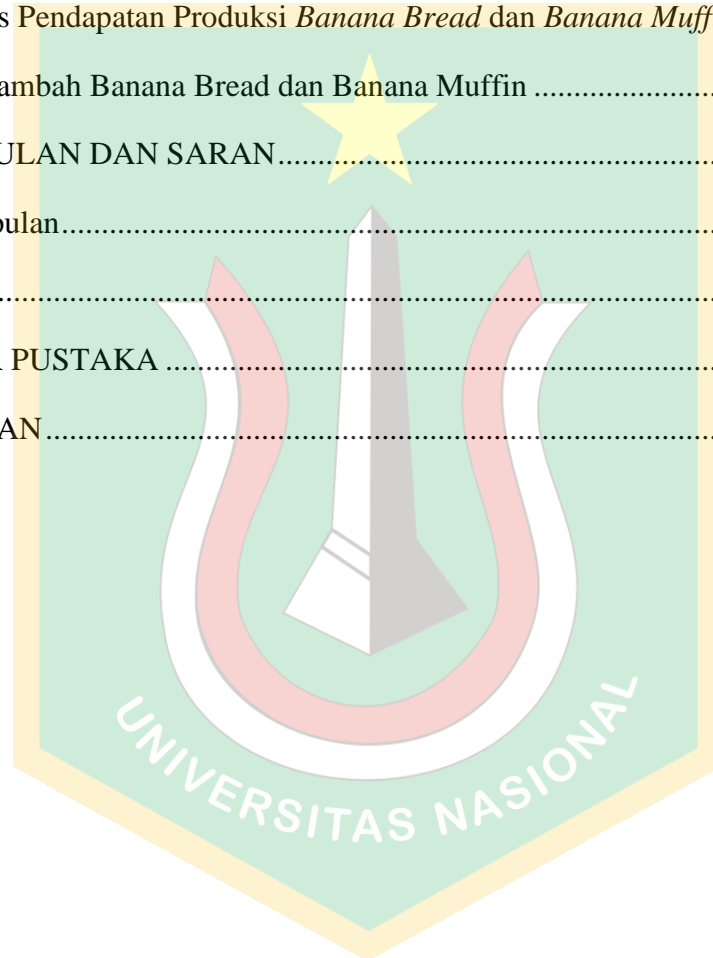 s Pendapatan Produksi Banana Bread dan Banana Muff
ambah Banana Bread dan Banana Muffin ........................
ULAN DAN SARAN.......................................................
pulan...............................................................................
.......................................................................................
PUSTAKA ....................................................................
AN..................................................................................
UNIVERSITAS NASIONAL